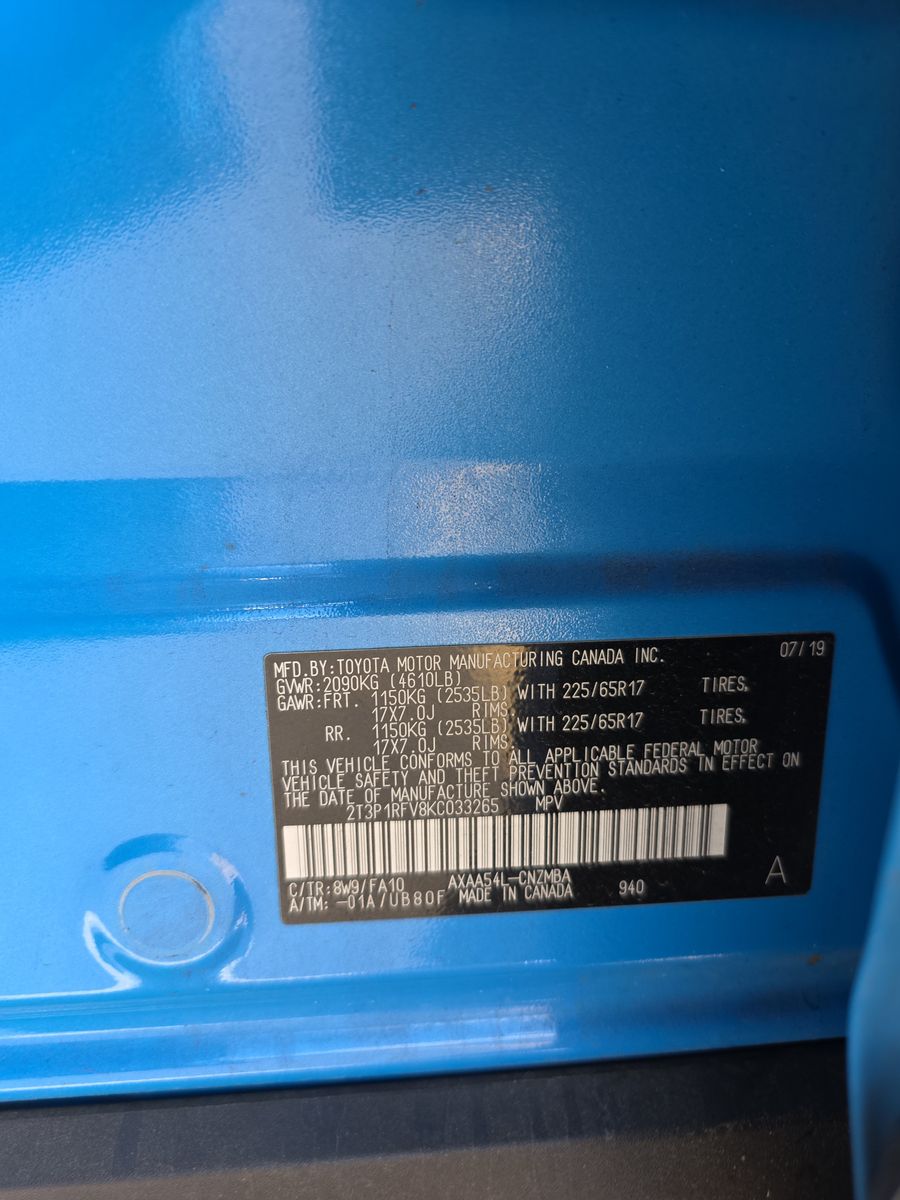 MFD. BY: TOYOTA MOTOR MANUFACTURING CANADA INC. 07/19
GVWR: 2090KG (4610LB)
GAWR: FRT. 1150KG (2535LB) WITH 225/65R17 TIRES,
17X7.0J RIMS
RR. 1150KG (2535LB) WITH 225/65R17 TIRES,
17X7.0J RIMS
THIS VEHICLE CONFORMS TO ALL APPLICABLE FEDERAL MOTOR
VEHICLE SAFETY AND THEFT PREVENTION STANDARDS IN EFFECT ON
THE DATE OF MANUFACTURE SHOWN ABOVE.
2T3P1RFV8KC033265 MPV
C/TR: 8W9/FA10 AXAA54L-CNZMBA
A/TM: -01A/UB80F MADE IN CANADA 940 A